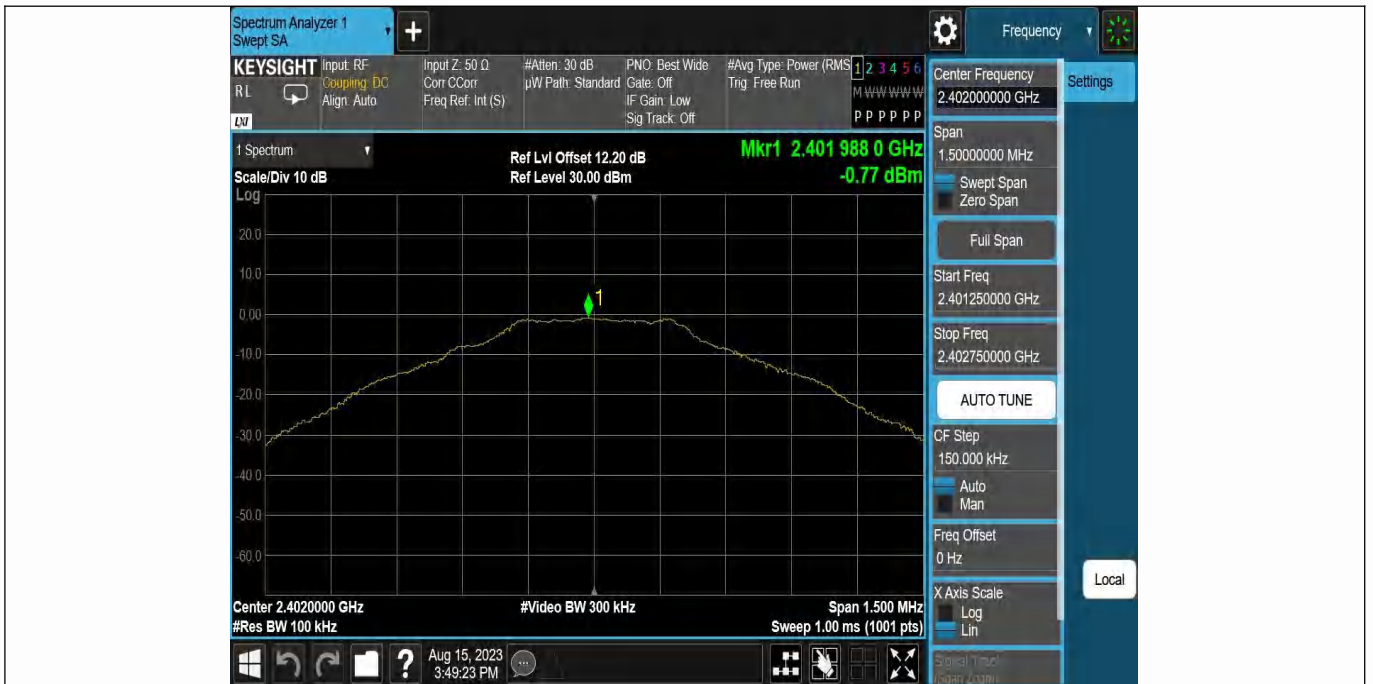 Spectrum Analyzer 1
Swept SA
+
Frequency
KEYSIGHT
RL
LXI
Input: RF
Coupling: DC
Align: Auto
Input Z: 50 Ω
Corr CCorr
Freq Ref: Int (S)
#Atten: 30 dB
µW Path: Standard
PNO: Best Wide
Gate: Off
IF Gain: Low
Sig Track: Off
#Avg Type: Power (RMS
Trig: Free Run
1 2 3 4 5 6
M W W W W W
P P P P P P
1 Spectrum
Scale/Div 10 dB
Ref Lvl Offset 12.20 dB
Ref Level 30.00 dBm
Mkr1 2.401 988 0 GHz
-0.77 dBm
Log
20.0
10.0
0.00
-10.0
-20.0
-30.0
-40.0
-50.0
-60.0
1
Center 2.4020000 GHz
#Res BW 100 kHz
#Video BW 300 kHz
Span 1.500 MHz
Sweep 1.00 ms (1001 pts)
Center Frequency
2.402000000 GHz
Settings
Span
1.50000000 MHz
Swept Span
Zero Span
Full Span
Start Freq
2.401250000 GHz
Stop Freq
2.402750000 GHz
AUTO TUNE
CF Step
150.000 kHz
Auto
Man
Freq Offset
0 Hz
X Axis Scale
Log
Lin
Local
Signal Track
(Span Zoom)
?
Aug 15, 2023
3:49:23 PM